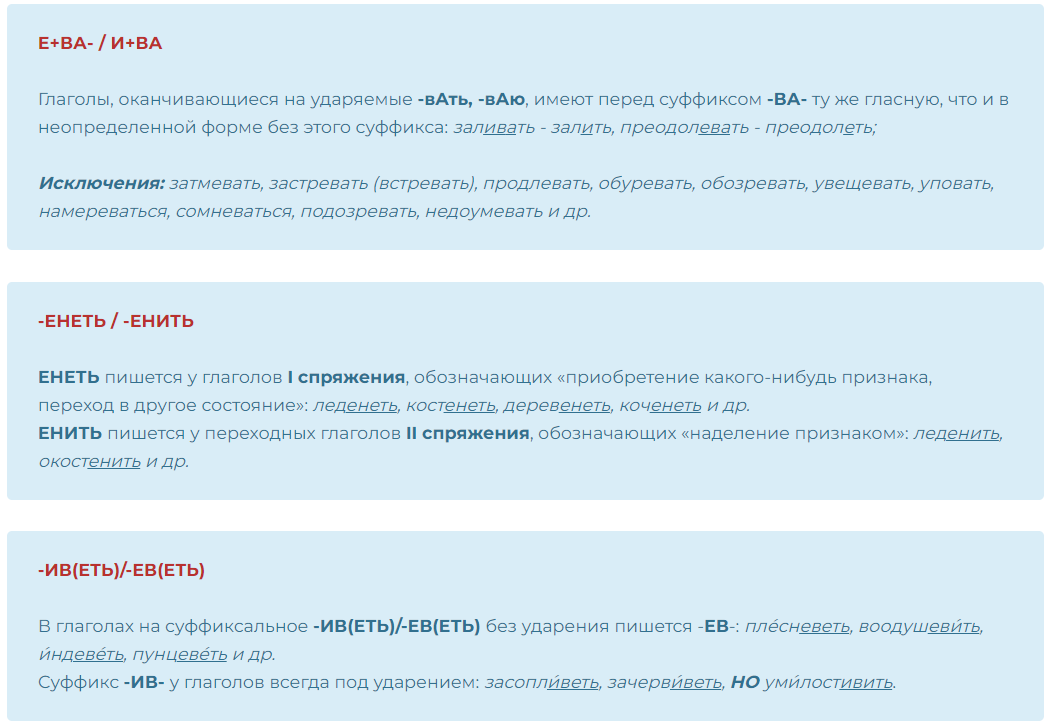 Е+ВА- / И+ВА
Глаголы, оканчивающиеся на ударяемые -вАть, -вАю, имеют перед суффиксом -ВА- ту же гласную, что и в
неопределенной форме без этого суффикса: заливать - залить, преодолевать - преодолеть;
Исключения: затмевать, застревать (встревать), продлевать, обуревать, обозревать, увещевать, уповать,
намереваться, сомневаться, подозревать, недоумевать и др.
-ЕНЕТЬ / -ЕНИТЬ
ЕНЕТЬ пишется у глаголов I спряжения, обозначающих «приобретение какого-нибудь признака,
переход в другое состояние»: леденеть, костенеть, деревенеть, коченеть и др.
ЕНИТЬ пишется у переходных глаголов II спряжения, обозначающих «наделение признаком»: леденить,
окостенить и др.
-ИВ(ЕТЬ)/-ЕВ(ЕТЬ)
В глаголах на суффиксальное -ИВ(ЕТЬ)/-ЕВ(ЕТЬ) без ударения пишется -ЕВ-: пле́сневеть, воодушеви́ть,
и́ндеве́ть, пунцеве́ть и др.
Суффикс -ИВ- у глаголов всегда под ударением: засопли́веть, зачерви́веть, НО уми́лостивить.